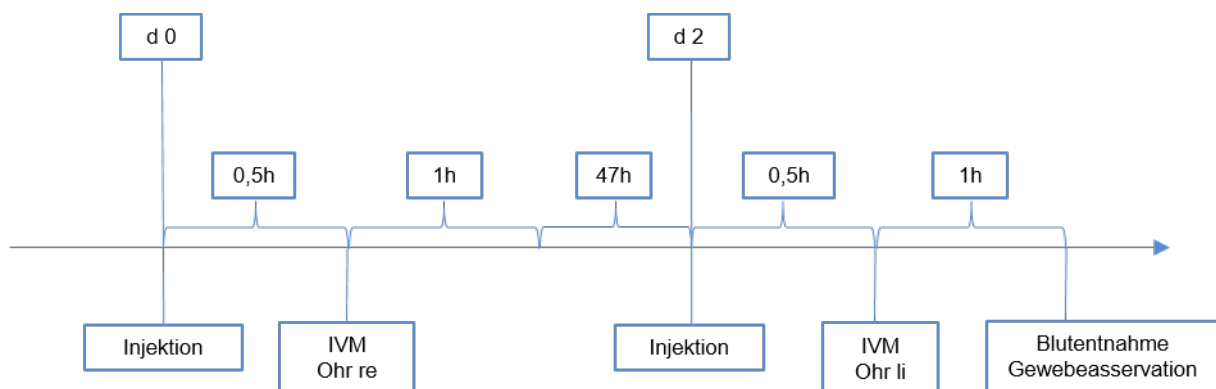 d 0
d 2
0,5h
1h
47h
0,5h
1h
Injektion
IVM
Ohr re
Injektion
IVM
Ohr li
Blutentnahme
Gewebeasservation